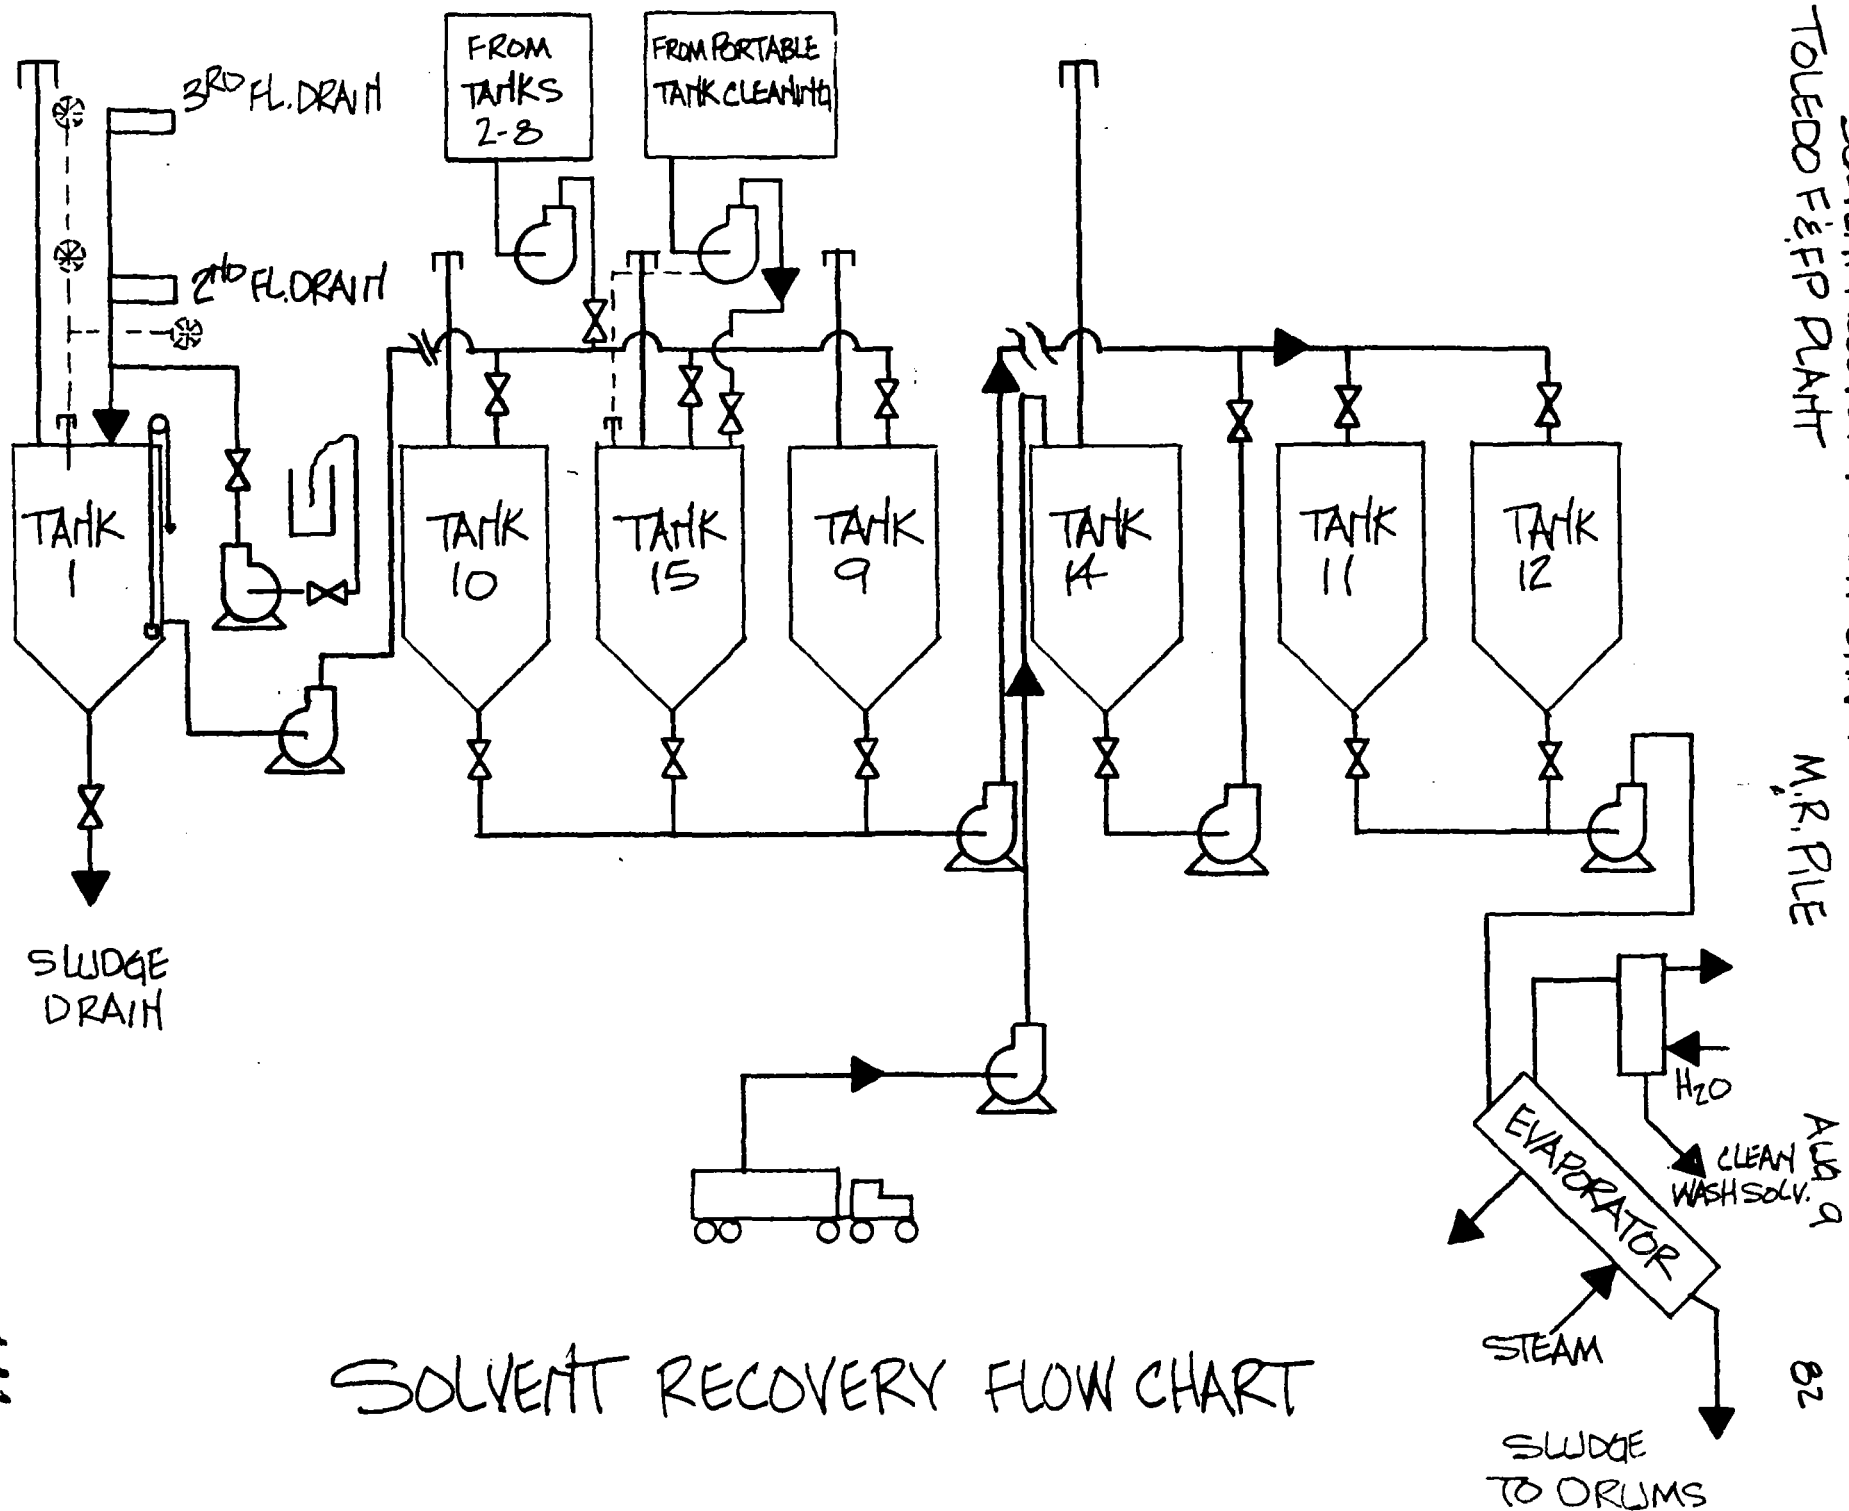 FROM
TANKS
2-8
FROM PORTABLE
TANK CLEANING
3RD FL. DRAIN
2ND FL. DRAIN
TANK
1
TANK
10
TANK
15
TANK
9
TANK
14
TANK
11
TANK
12
SLUDGE
DRAIN
H2O
CLEAN
WASH SOLV.
EVAPORATOR
STEAM
SLUDGE
TO DRUMS
SOLVENT RECOVERY FLOW CHART
TOLEDO F&FP PLANT
M.R. PILE
AUG 9 82